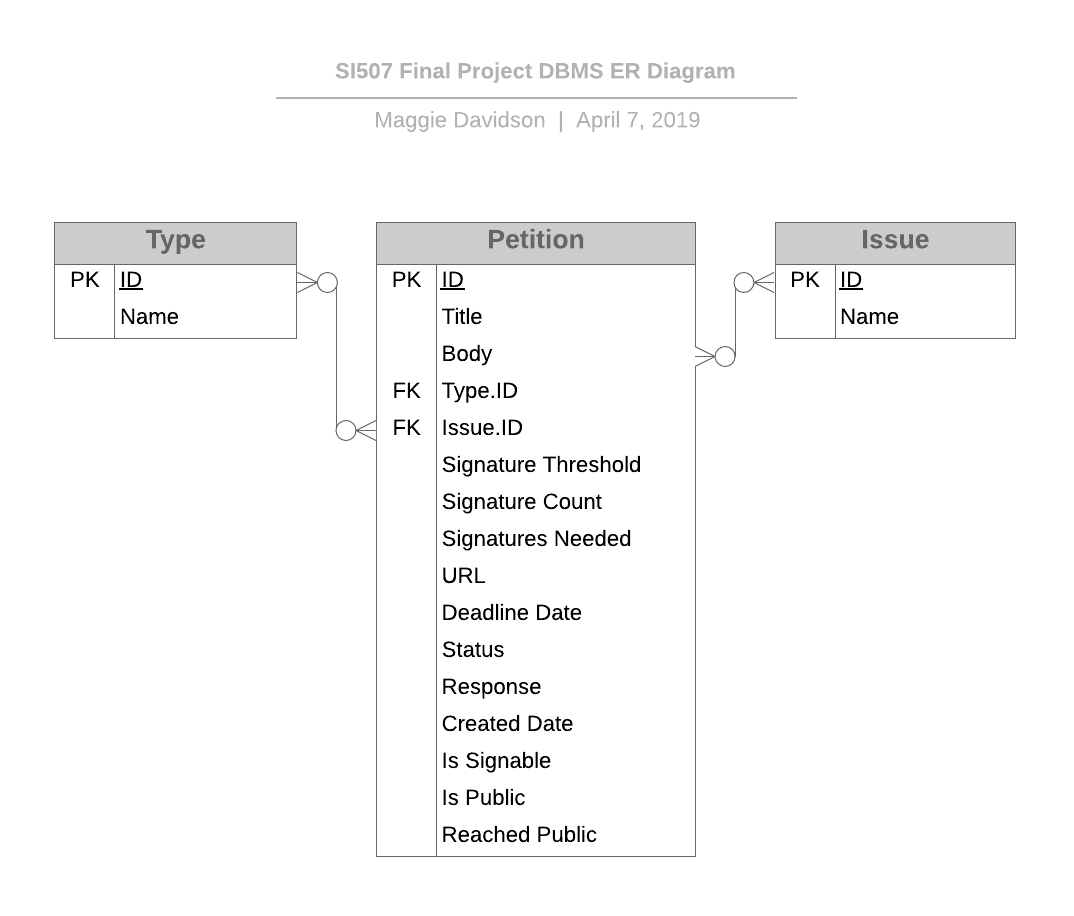 SI507 Final Project DBMS ER Diagram
Maggie Davidson | April 7, 2019
Type
PK ID
Name
Petition
PK ID
Title
Body
FK Type.ID
FK Issue.ID
Signature Threshold
Signature Count
Signatures Needed
URL
Deadline Date
Status
Response
Created Date
Is Signable
Is Public
Reached Public
Issue
PK ID
Name